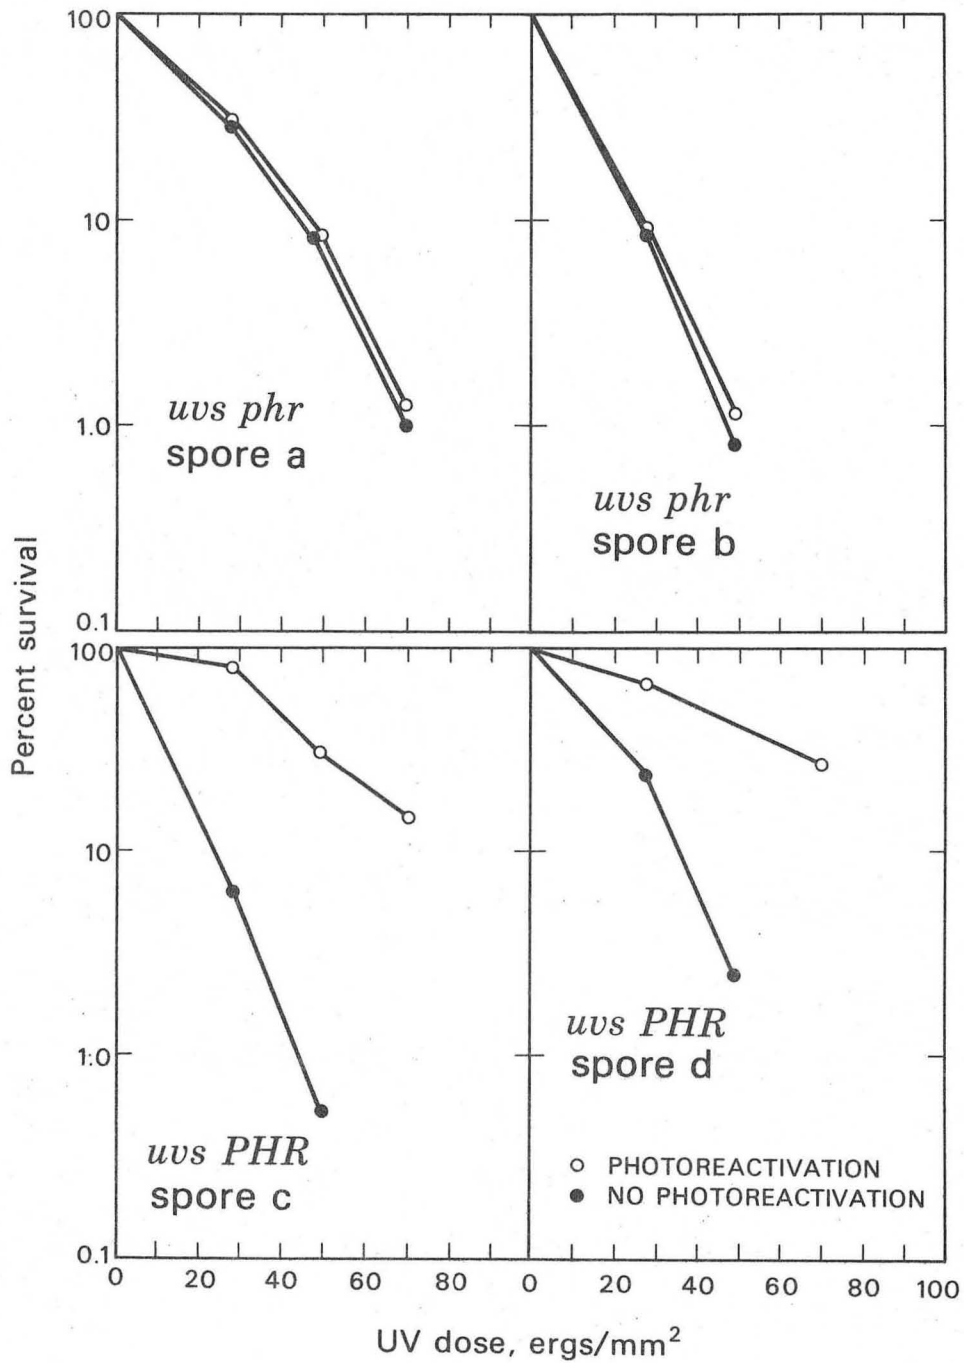 100
10
1.0
0.1
uvs phr
spore a
uvs phr
spore b
Percent survival
100
10
1.0
0.1
uvs PHR
spore c
uvs PHR
spore d
PHOTOREACTIVATION
NO PHOTOREACTIVATION
0 20 40 60 80 0 20 40 60 80 100
UV dose, ergs/mm²